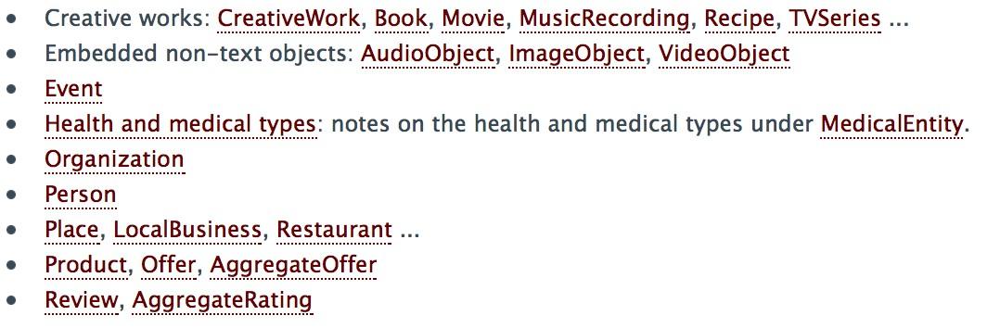 • Creative works: CreativeWork, Book, Movie, MusicRecording, Recipe, TVSeries ...
• Embedded non-text objects: AudioObject, ImageObject, VideoObject
• Event
• Health and medical types: notes on the health and medical types under MedicalEntity.
• Organization
• Person
• Place, LocalBusiness, Restaurant ...
• Product, Offer, AggregateOffer
• Review, AggregateRating